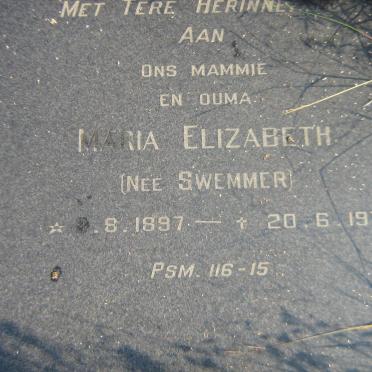 MET TERE
AAN
ONS MAMMIE
EN OUMA
MARIA ELIZABETH
(NEE SWEMMER)
.8.1897 — † 20.6.19
PSM. 116-15